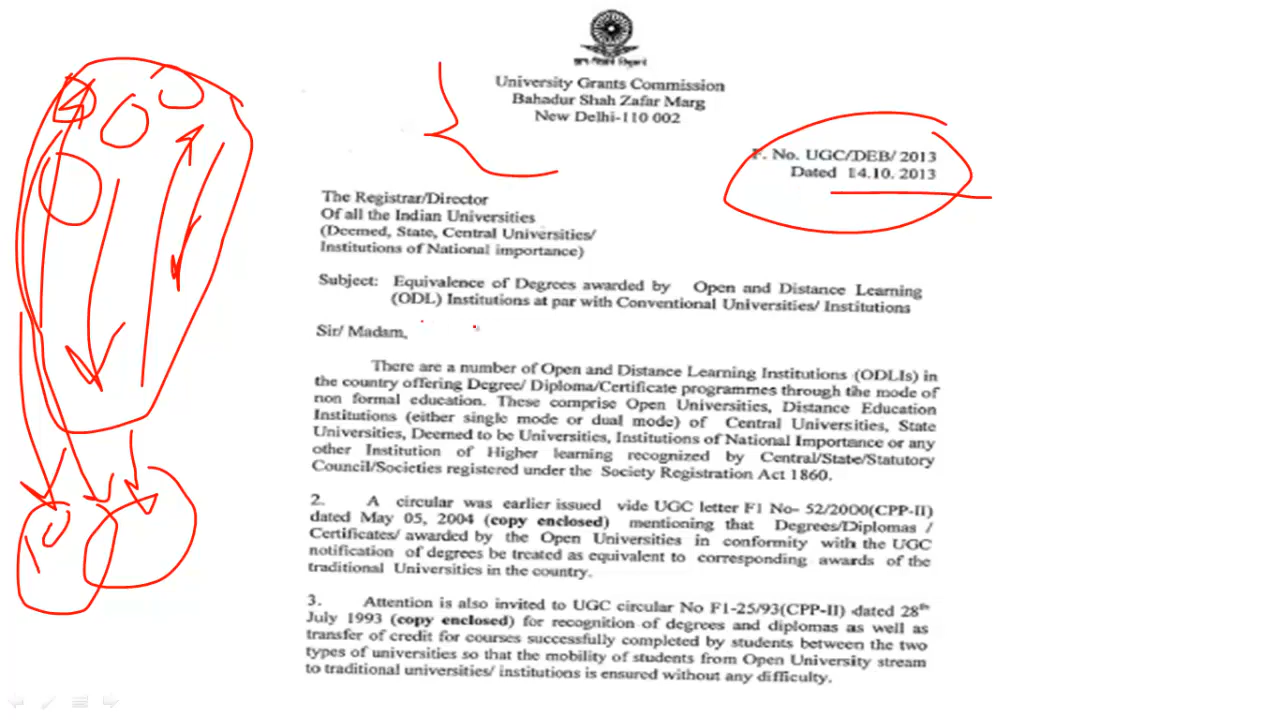 University Grants Commission
Bahadur Shah Zafar Marg
New Delhi-110 002
F. No. UGC/DEB/ 2013
Dated 14.10. 2013
The Registrar/Director
Of all the Indian Universities
(Deemed, State, Central Universities/
Institutions of National importance)
Subject: Equivalence of Degrees awarded by Open and Distance Learning
(ODL) Institutions at par with Conventional Universities/ Institutions
Sir/ Madam,
There are a number of Open and Distance Learning Institutions (ODLIs) in
the country offering Degree/ Diploma/Certificate programmes through the mode of
non formal education. These comprise Open Universities, Distance Education
Institutions (either single mode or dual mode) of Central Universities, State
Universities, Deemed to be Universities, Institutions of National Importance or any
other Institution of Higher learning recognized by Central/State/Statutory
Council/Societies registered under the Society Registration Act 1860.
2. A circular was earlier issued vide UGC letter F1 No- 52/2000(CPP-II)
dated May 05, 2004 (copy enclosed) mentioning that Degrees/Diplomas /
Certificates/ awarded by the Open Universities in conformity with the UGC
notification of degrees be treated as equivalent to corresponding awards of the
traditional Universities in the country.
3. Attention is also invited to UGC circular No F1-25/93(CPP-II) dated 28th
July 1993 (copy enclosed) for recognition of degrees and diplomas as well as
transfer of credit for courses successfully completed by students between the two
types of universities so that the mobility of students from Open University stream
to traditional universities/ institutions is ensured without any difficulty.